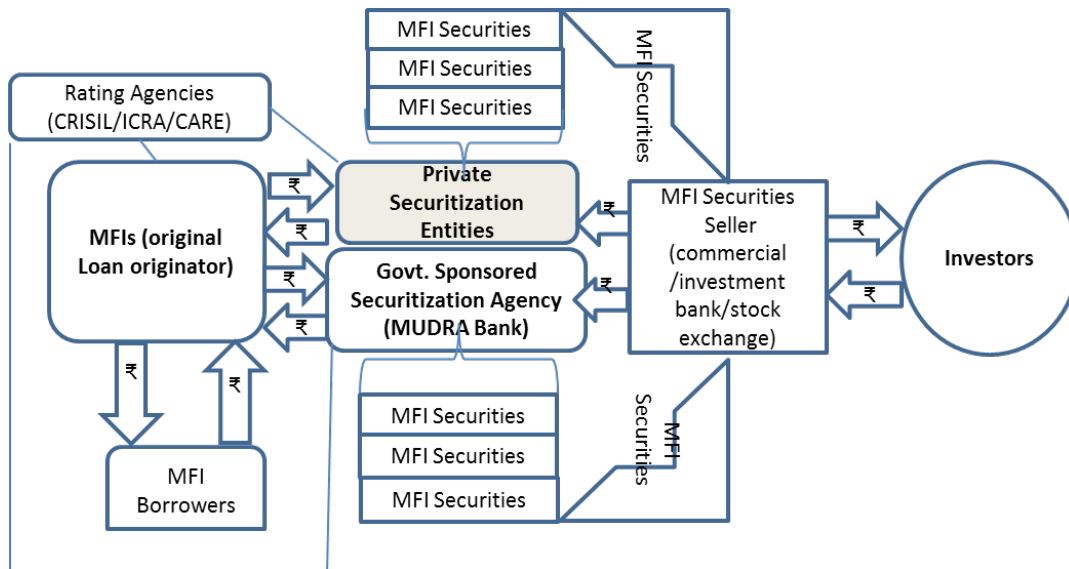 MFI Securities
MFI Securities
MFI Securities
MFI Securities
Rating Agencies
(CRISIL/ICRA/CARE)
₹
₹
₹
₹
MFIs (original
Loan originator)
Private
Securitization
Entities
Govt. Sponsored
Securitization Agency
(MUDRA Bank)
₹
₹
MFI Securities
Seller
(commercial
/investment
bank/stock
exchange)
₹
₹
Investors
₹
₹
MFI
Borrowers
MFI Securities
MFI Securities
MFI Securities
MFI
Securities